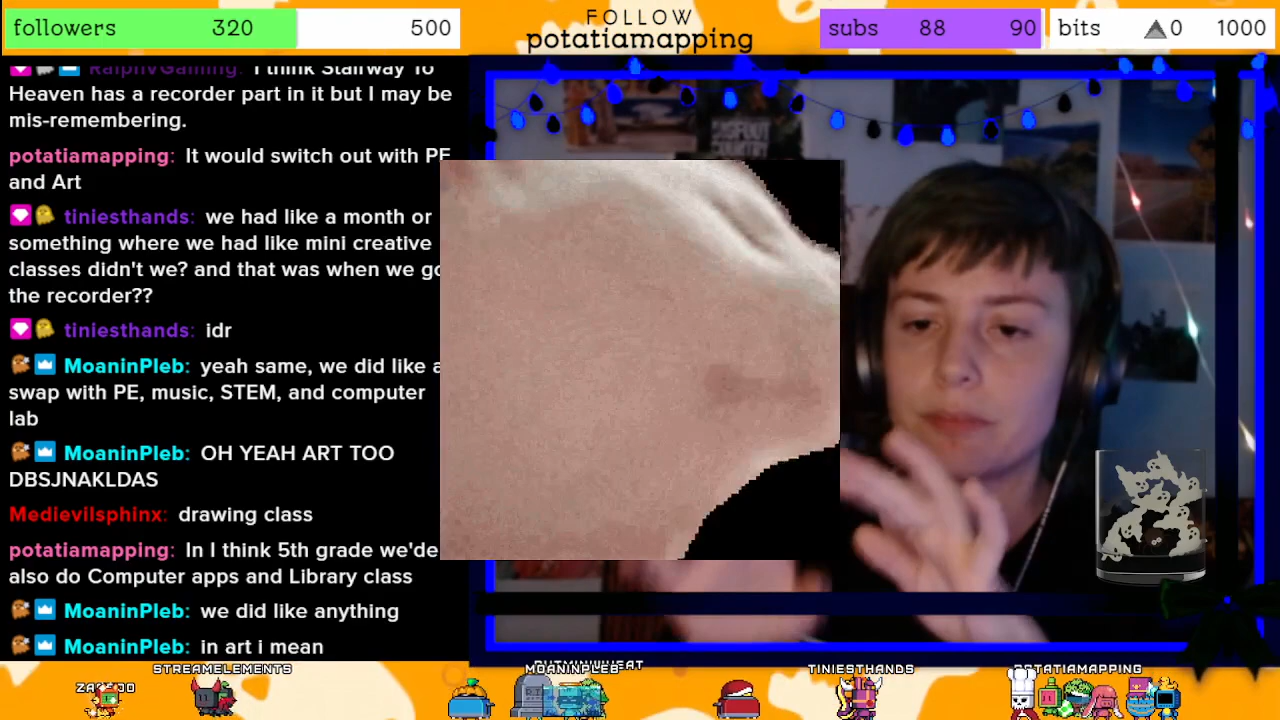 followers 320 500
FOLLOW
potatiamapping
subs 88 90
bits 0 1000
RalphVGaming: I think Stairway To
Heaven has a recorder part in it but I may be
mis-remembering.
potatiamapping: It would switch out with PE
and Art
tiniesthands: we had like a month or
something where we had like mini creative
classes didn't we? and that was when we go
the recorder??
tiniesthands: idr
MoaninPleb: yeah same, we did like a
swap with PE, music, STEM, and computer
lab
MoaninPleb: OH YEAH ART TOO
DBSJNAKLDAS
Medievilsphinx: drawing class
potatiamapping: In I think 5th grade we'de
also do Computer apps and Library class
MoaninPleb: we did like anything
MoaninPleb: in art i mean
BIGFOOT
COUNTRY
STREAMELEMENTS
MOANINPLEB
TINIESTHANDS
POTATIAMAPPING